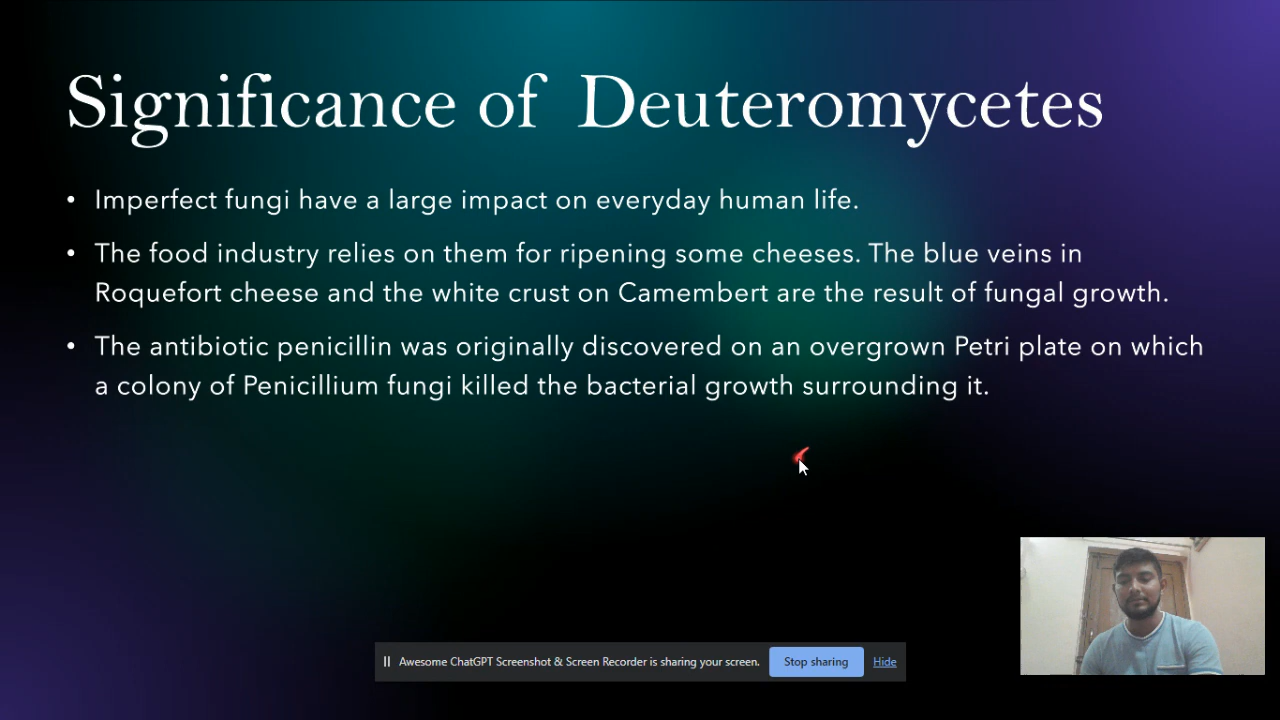 Significance of Deuteromycetes
• Imperfect fungi have a large impact on everyday human life.
• The food industry relies on them for ripening some cheeses. The blue veins in
Roquefort cheese and the white crust on Camembert are the result of fungal growth.
• The antibiotic penicillin was originally discovered on an overgrown Petri plate on which
a colony of Penicillium fungi killed the bacterial growth surrounding it.
Awesome ChatGPT Screenshot & Screen Recorder is sharing your screen. Stop sharing Hide